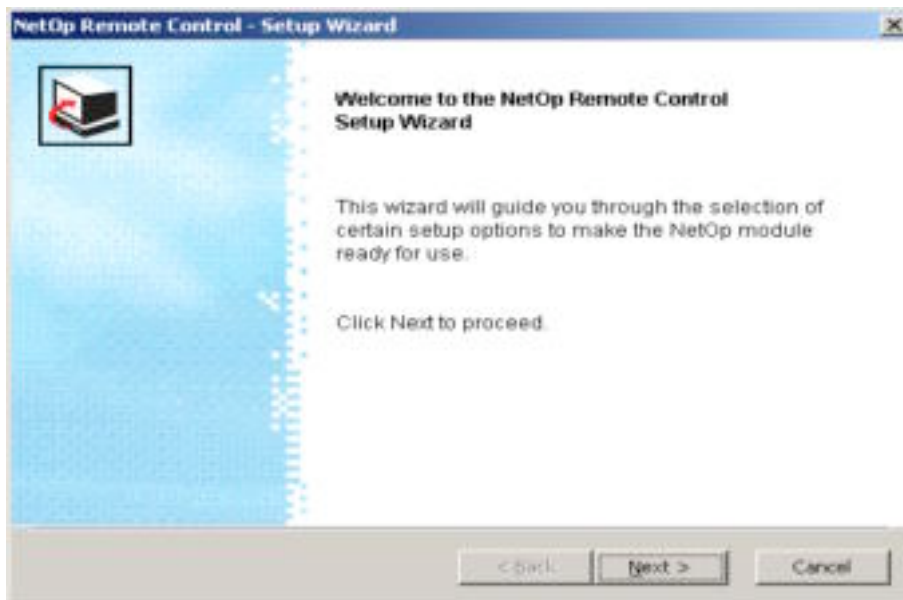 NetOp Remote Control - Setup Wizard
Welcome to the NetOp Remote Control
Setup Wizard
This wizard will guide you through the selection of
certain setup options to make the NetOp module
ready for use.
Click Next to proceed.
< Back
Next >
Cancel